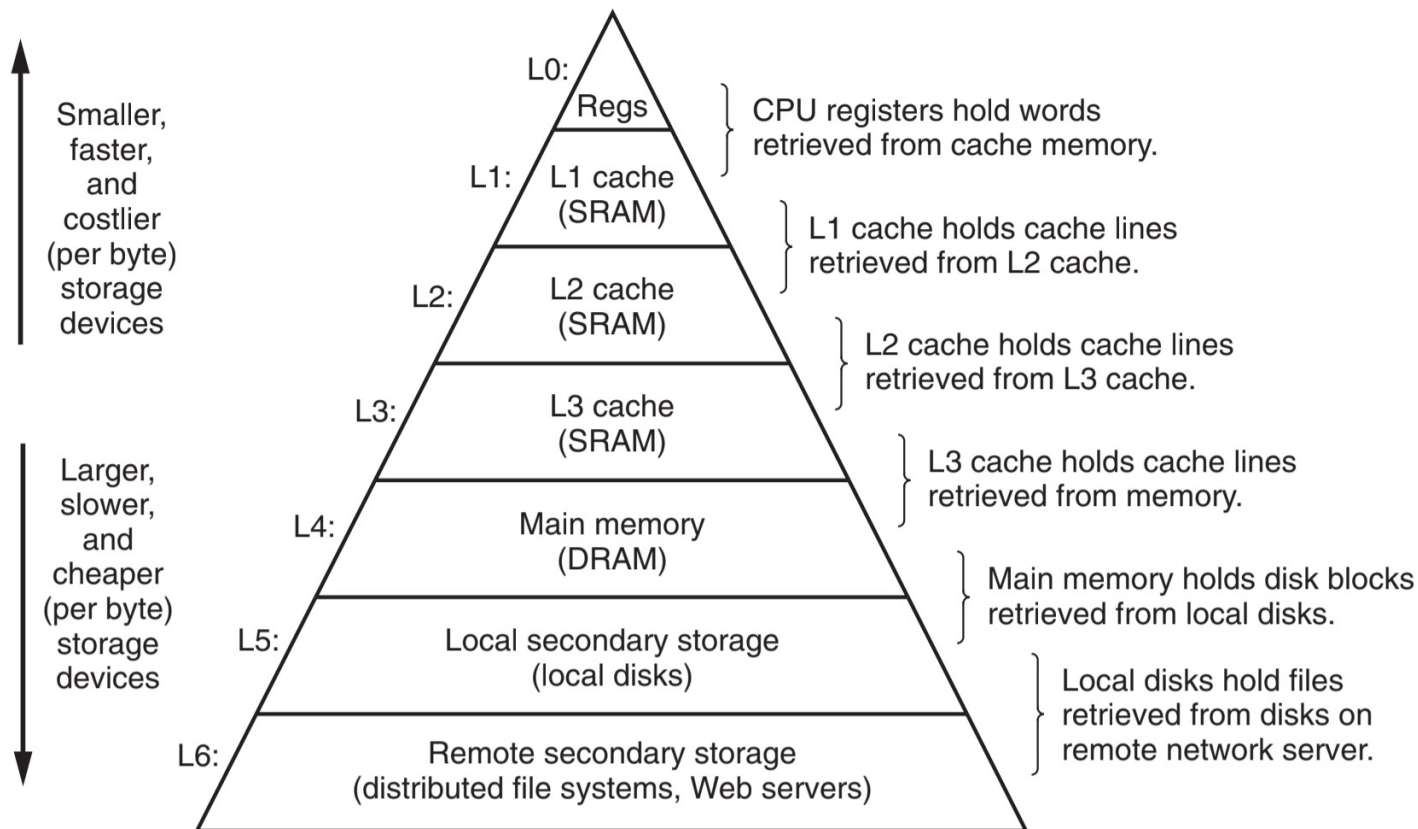 Smaller,
faster,
and
costlier
(per byte)
storage
devices
Larger,
slower,
and
cheaper
(per byte)
storage
devices
L0:
Regs
L1:
L1 cache
(SRAM)
L2:
L2 cache
(SRAM)
L3:
L3 cache
(SRAM)
L4:
Main memory
(DRAM)
L5:
Local secondary storage
(local disks)
L6:
Remote secondary storage
(distributed file systems, Web servers)
CPU registers hold words
retrieved from cache memory.
L1 cache holds cache lines
retrieved from L2 cache.
L2 cache holds cache lines
retrieved from L3 cache.
L3 cache holds cache lines
retrieved from memory.
Main memory holds disk blocks
retrieved from local disks.
Local disks hold files
retrieved from disks on
remote network server.